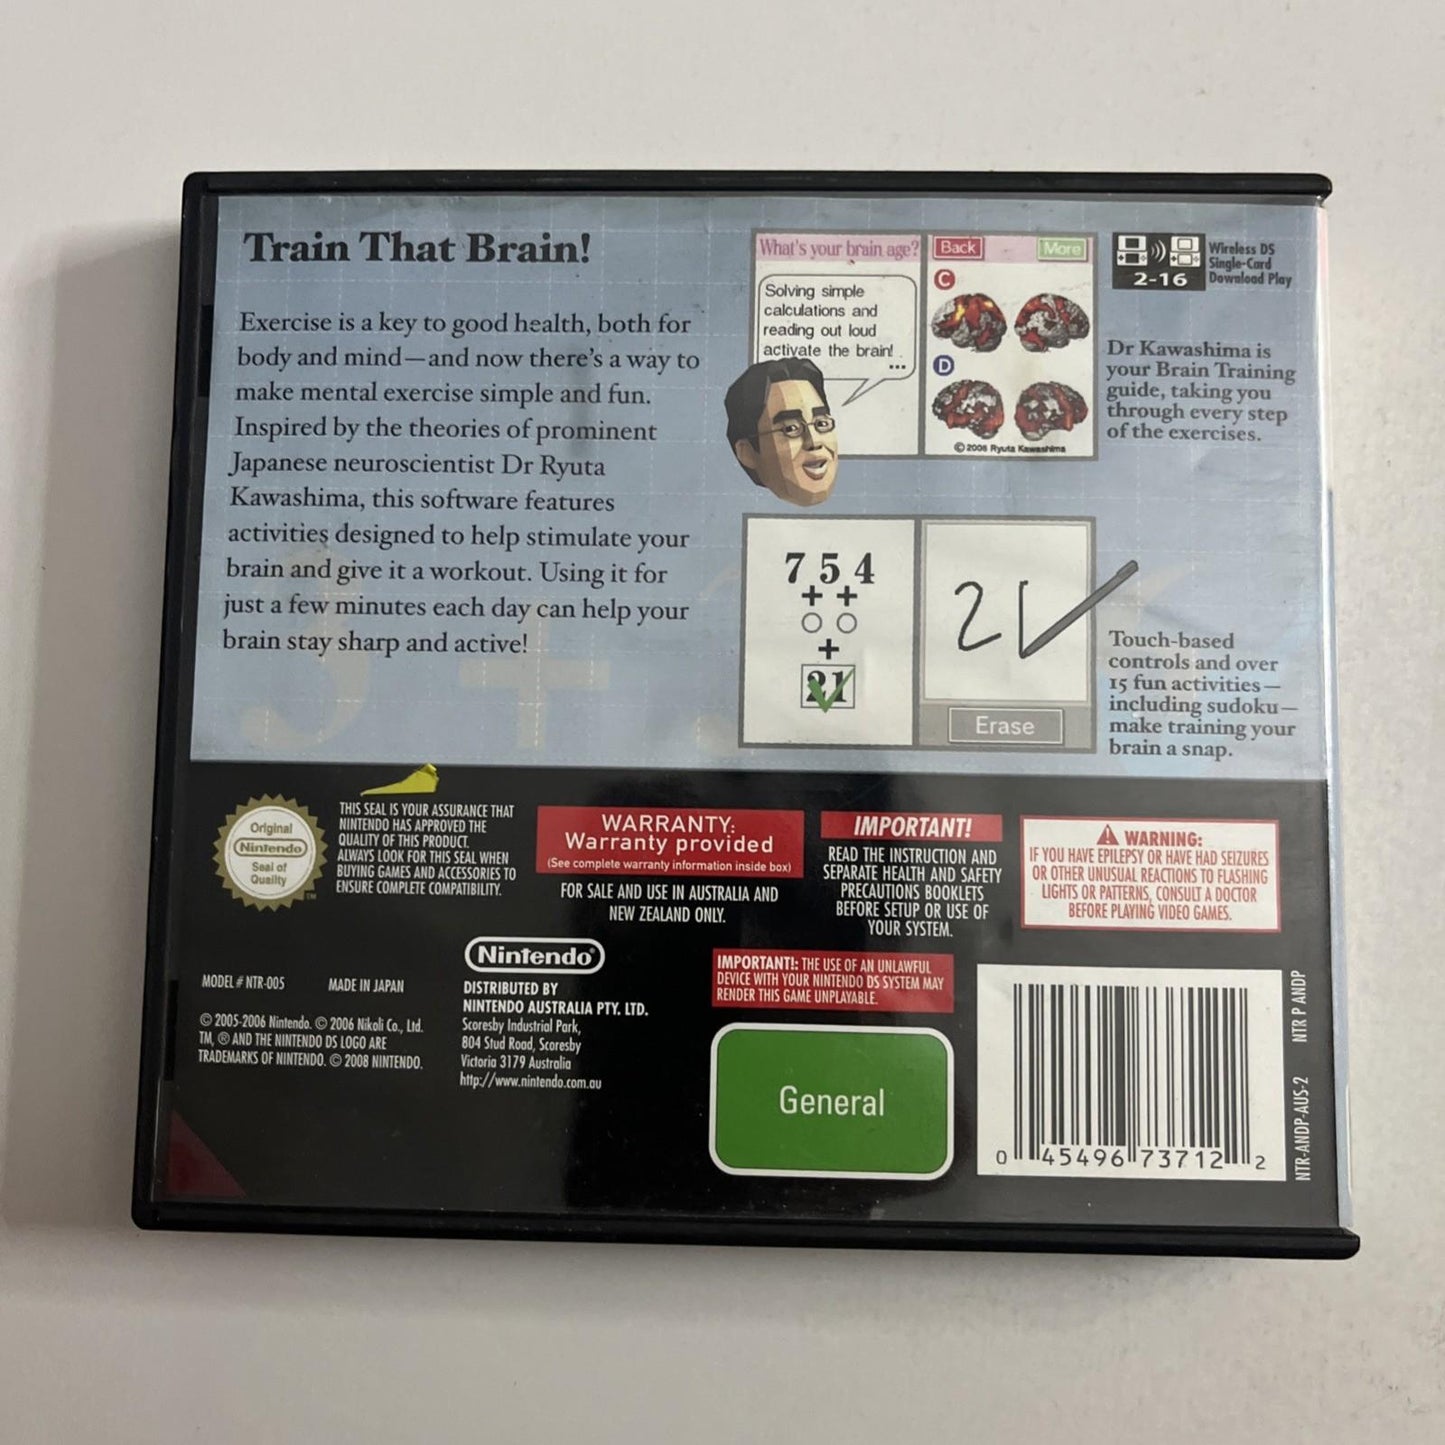 Train That Brain!
Exercise is a key to good health, both for
body and mind—and now there's a way to
make mental exercise simple and fun.
Inspired by the theories of prominent
Japanese neuroscientist Dr Ryuta
Kawashima, this software features
activities designed to help stimulate your
brain and give it a workout. Using it for
just a few minutes each day can help your
brain stay sharp and active!
What's your brain age?
Solving simple
calculations and
reading out loud
activate the brain!
...
Back
More
C
D
©2006 Ryuta Kawashima
2-16
Wireless DS
Single-Card
Download Play
Dr Kawashima is
your Brain Training
guide, taking you
through every step
of the exercises.
7 5 4
+ +
+
21
21
Erase
Touch-based
controls and over
15 fun activities—
including sudoku—
make training your
brain a snap.
Original
Nintendo
Seal of
Quality
TM
THIS SEAL IS YOUR ASSURANCE THAT
NINTENDO HAS APPROVED THE
QUALITY OF THIS PRODUCT.
ALWAYS LOOK FOR THIS SEAL WHEN
BUYING GAMES AND ACCESSORIES TO
ENSURE COMPLETE COMPATIBILITY.
WARRANTY:
Warranty provided
(See complete warranty information inside box)
FOR SALE AND USE IN AUSTRALIA AND
NEW ZEALAND ONLY.
IMPORTANT!
READ THE INSTRUCTION AND
SEPARATE HEALTH AND SAFETY
PRECAUTIONS BOOKLETS
BEFORE SETUP OR USE OF
YOUR SYSTEM.
WARNING:
IF YOU HAVE EPILEPSY OR HAVE HAD SEIZURES
OR OTHER UNUSUAL REACTIONS TO FLASHING
LIGHTS OR PATTERNS, CONSULT A DOCTOR
BEFORE PLAYING VIDEO GAMES.
MODEL # NTR-005 MADE IN JAPAN
© 2005-2006 Nintendo. © 2006 Nikoli Co., Ltd.
TM, ® AND THE NINTENDO DS LOGO ARE
TRADEMARKS OF NINTENDO. © 2008 NINTENDO.
Nintendo®
DISTRIBUTED BY
NINTENDO AUSTRALIA PTY. LTD.
Scoresby Industrial Park,
804 Stud Road, Scoresby
Victoria 3179 Australia
http://www.nintendo.com.au
IMPORTANT!: THE USE OF AN UNLAWFUL
DEVICE WITH YOUR NINTENDO DS SYSTEM MAY
RENDER THIS GAME UNPLAYABLE.
General
0 45496 73712 2
NTR-ANDP-AUS-2 NTR P ANDP